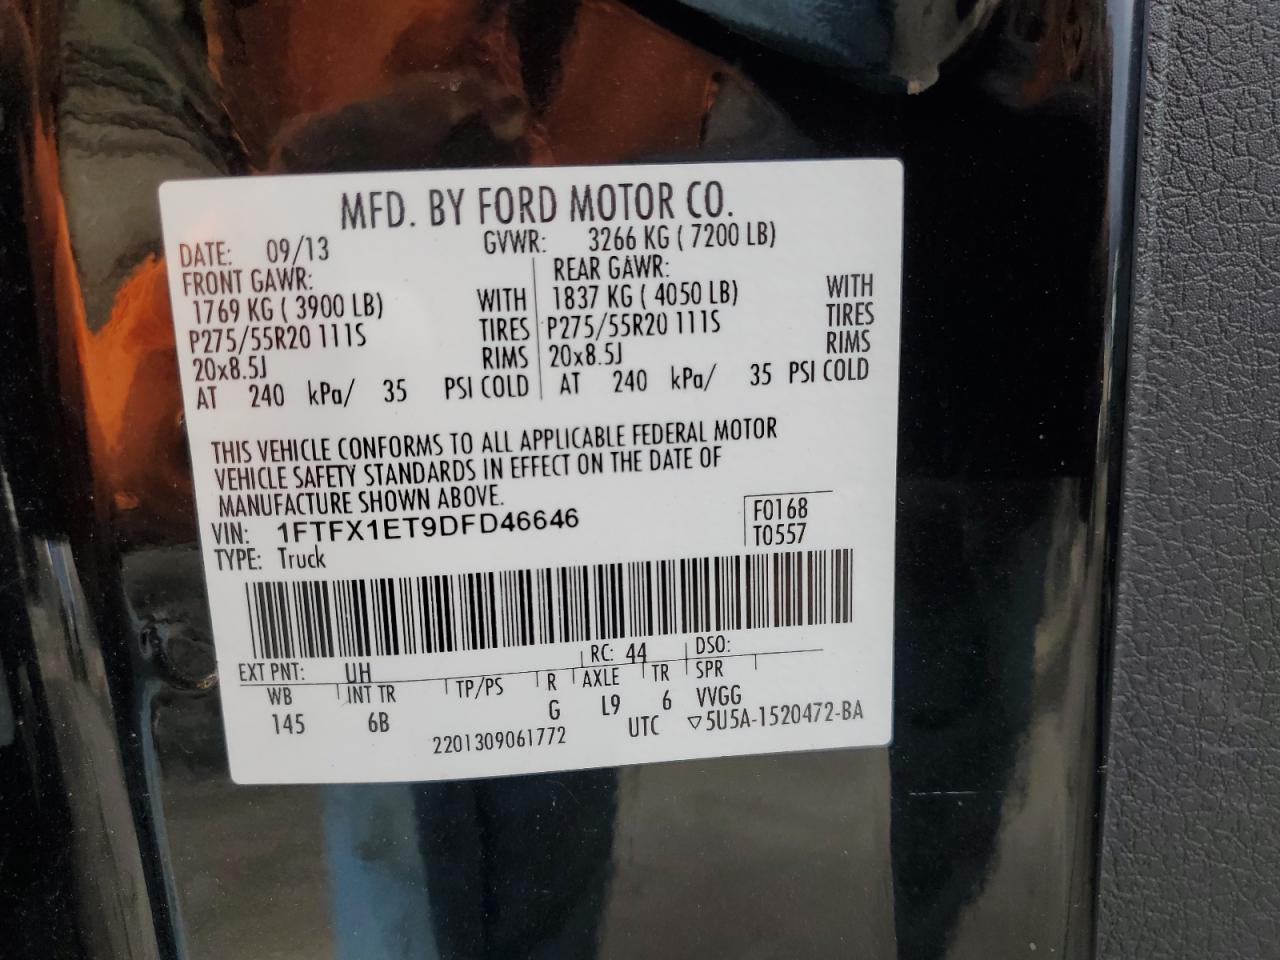 MFD. BY FORD MOTOR CO.
DATE: 09/13 GVWR: 3266 KG ( 7200 LB)
FRONT GAWR: REAR GAWR:
1769 KG ( 3900 LB) WITH 1837 KG ( 4050 LB) WITH
P275/55R20 111S TIRES P275/55R20 111S TIRES
20x8.5J RIMS 20x8.5J RIMS
AT 240 kPa/ 35 PSI COLD AT 240 kPa/ 35 PSI COLD
THIS VEHICLE CONFORMS TO ALL APPLICABLE FEDERAL MOTOR
VEHICLE SAFETY STANDARDS IN EFFECT ON THE DATE OF
MANUFACTURE SHOWN ABOVE.
VIN: 1FTFX1ET9DFD46646 F0168
TYPE: Truck T0557
EXT PNT: UH RC: 44 DSO:
WB INT TR TP/PS R AXLE TR SPR
145 6B G L9 6 VVGG
2201309061772 UTC ▽5U5A-1520472-BA